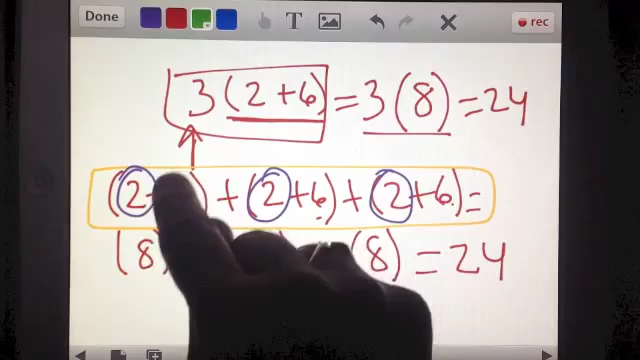 Done T rec
3 (2+6) = 3 (8) = 24
(2 ) + (2+6) + (2+6) =
(8 (8) = 24